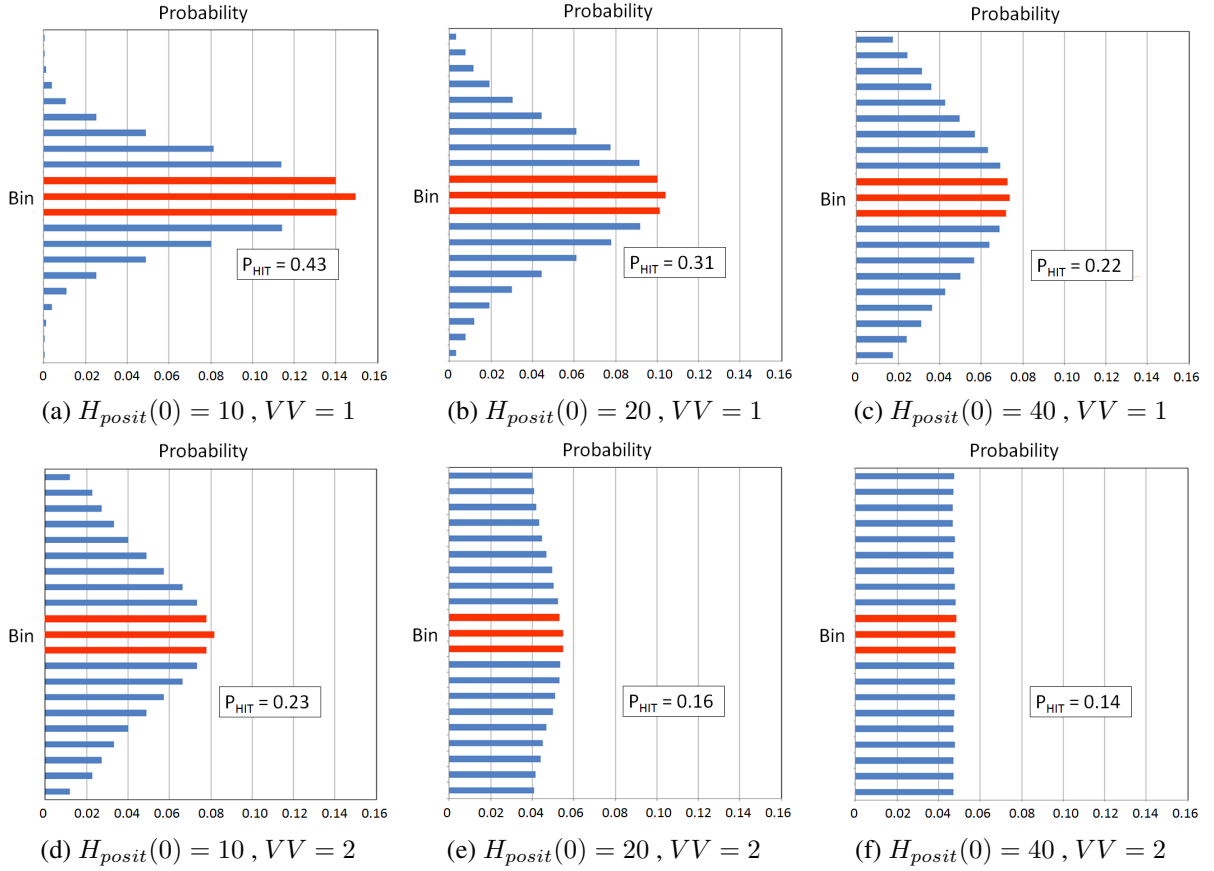 Probability
Bin
P_HIT = 0.43
0 0.02 0.04 0.06 0.08 0.10 0.12 0.14 0.16
(a) H_posit(0) = 10 , VV = 1
Probability
Bin
P_HIT = 0.31
0 0.02 0.04 0.06 0.08 0.10 0.12 0.14 0.16
(b) H_posit(0) = 20 , VV = 1
Probability
Bin
P_HIT = 0.22
0 0.02 0.04 0.06 0.08 0.10 0.12 0.14 0.16
(c) H_posit(0) = 40 , VV = 1
Probability
Bin
P_HIT = 0.23
0 0.02 0.04 0.06 0.08 0.10 0.12 0.14 0.16
(d) H_posit(0) = 10 , VV = 2
Probability
Bin
P_HIT = 0.16
0 0.02 0.04 0.06 0.08 0.10 0.12 0.14 0.16
(e) H_posit(0) = 20 , VV = 2
Probability
Bin
P_HIT = 0.14
0 0.02 0.04 0.06 0.08 0.10 0.12 0.14 0.16
(f) H_posit(0) = 40 , VV = 2